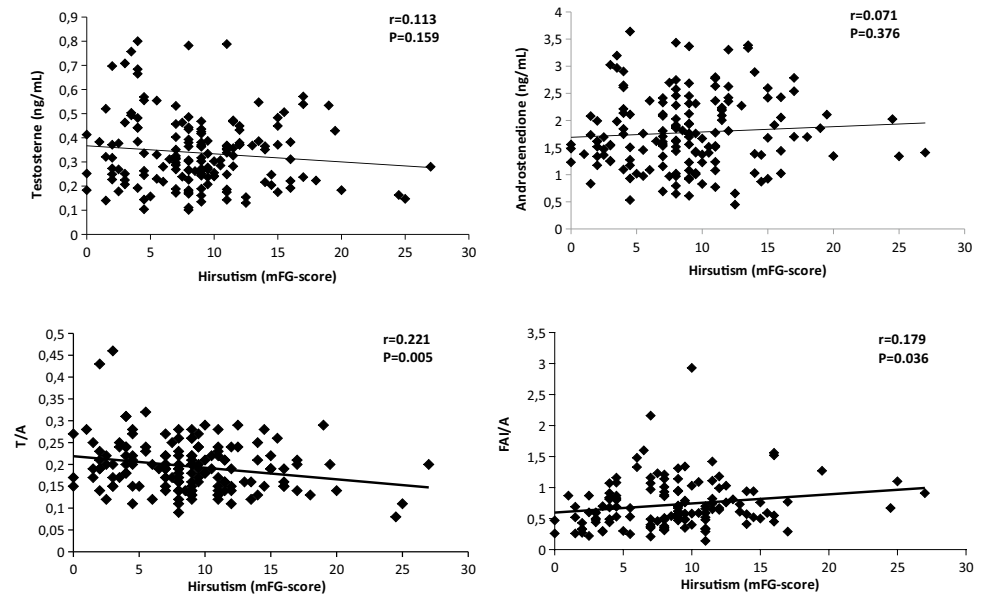 r=0.113
P=0.159
Testosterne (ng/mL)
0,9
0,8
0,7
0,6
0,5
0,4
0,3
0,2
0,1
0
0 5 10 15 20 25 30
Hirsutism (mFG-score)
r=0.071
P=0.376
Androstenedione (ng/mL)
4
3,5
3
2,5
2
1,5
1
0,5
0
0 5 10 15 20 25 30
Hirsutism (mFG-score)
r=0.221
P=0.005
T/A
0,5
0,45
0,4
0,35
0,3
0,25
0,2
0,15
0,1
0,05
0
0 5 10 15 20 25 30
Hirsutism (mFG-score)
r=0.179
P=0.036
FAI/A
3,5
3
2,5
2
1,5
1
0,5
0
0 5 10 15 20 25 30
Hirsutism (mFG-score)